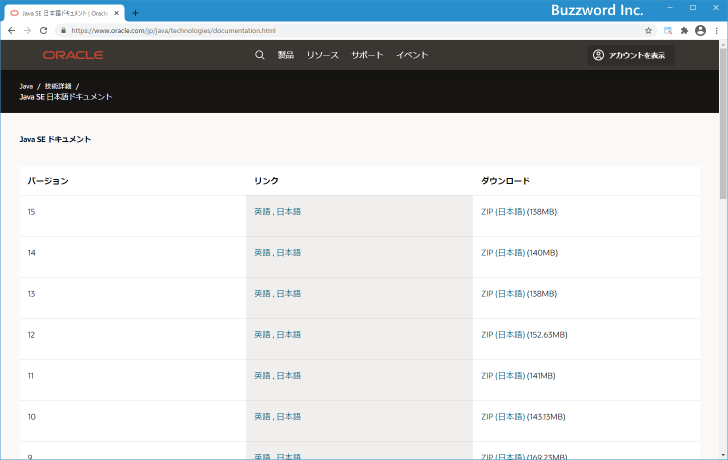 Buzzword Inc.
Java SE 日本語ドキュメント | Oracle
https://www.oracle.com/jp/java/technologies/documentation.html
ORACLE 製品 リソース サポート イベント アカウントを表示
Java / 技術詳細 /
Java SE 日本語ドキュメント
Java SE ドキュメント
バージョン リンク ダウンロード
15 英語 , 日本語 ZIP (日本語) (138MB)
14 英語 , 日本語 ZIP (日本語) (140MB)
13 英語 , 日本語 ZIP (日本語) (138MB)
12 英語 , 日本語 ZIP (日本語) (152.63MB)
11 英語 , 日本語 ZIP (日本語) (141MB)
10 英語 , 日本語 ZIP (日本語) (143.13MB)
9 英語 , 日本語 ZIP (日本語) (169.23MB)